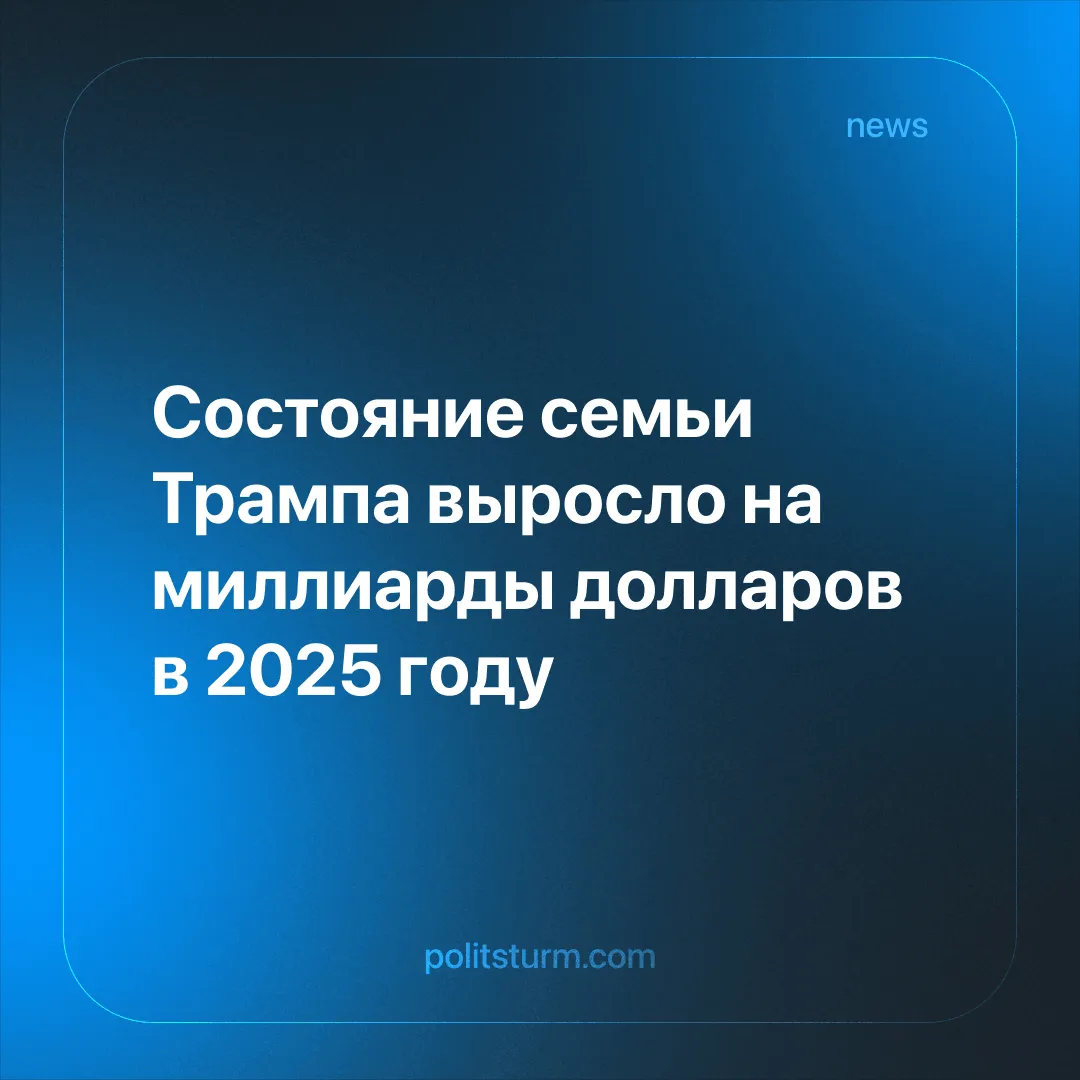 news
Состояние семьи
Трампа выросло на
миллиарды долларов
в 2025 году
politsturm.com